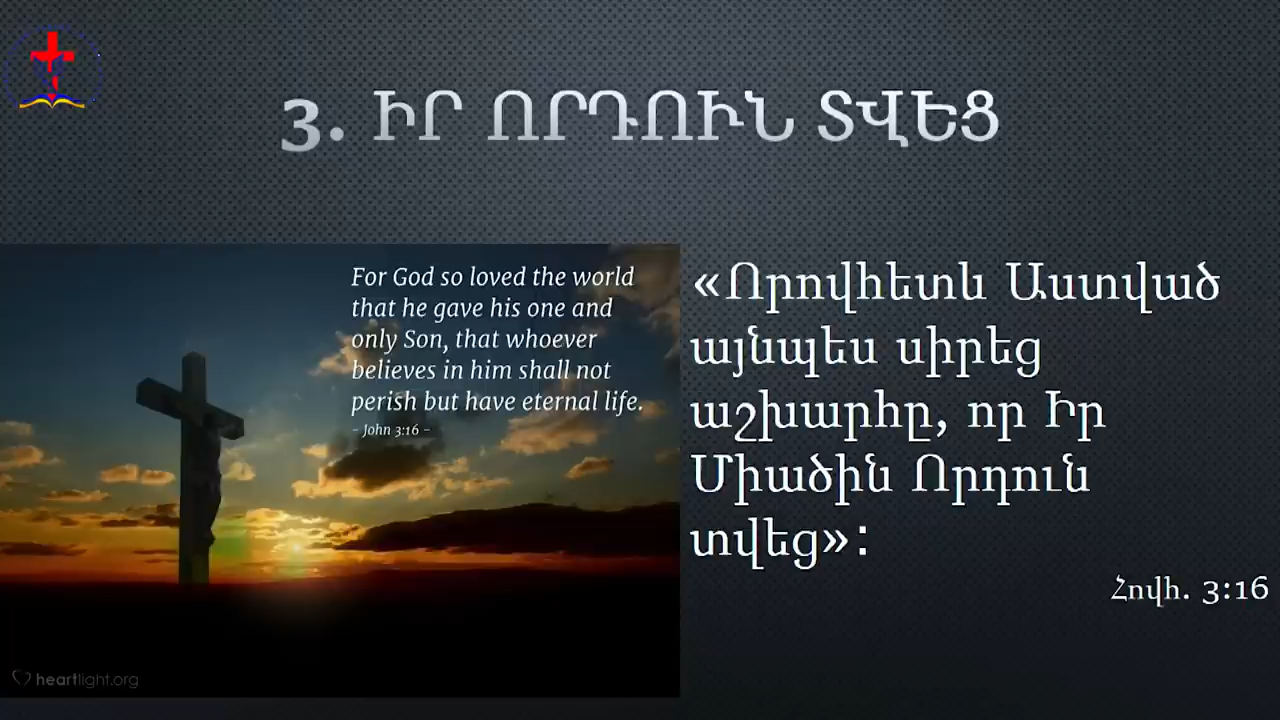 3. ԻՐ ՈՐԴՈՒՆ ՏՎԵՑ
For God so loved the world
that he gave his one and
only Son, that whoever
believes in him shall not
perish but have eternal life.
- John 3:16 -
heartlight.org
«Որովհետև Աստված
այնպես սիրեց
աշխարհը, որ Իր
Միածին Որդուն
տվեց»:
Հովհ. 3:16